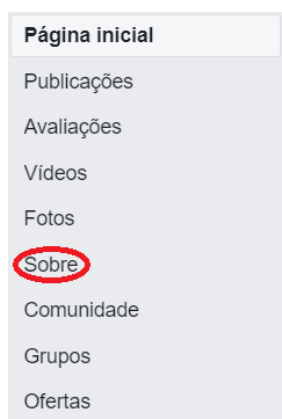 Página inicial
Publicações
Avaliações
Vídeos
Fotos
Sobre
Comunidade
Grupos
Ofertas